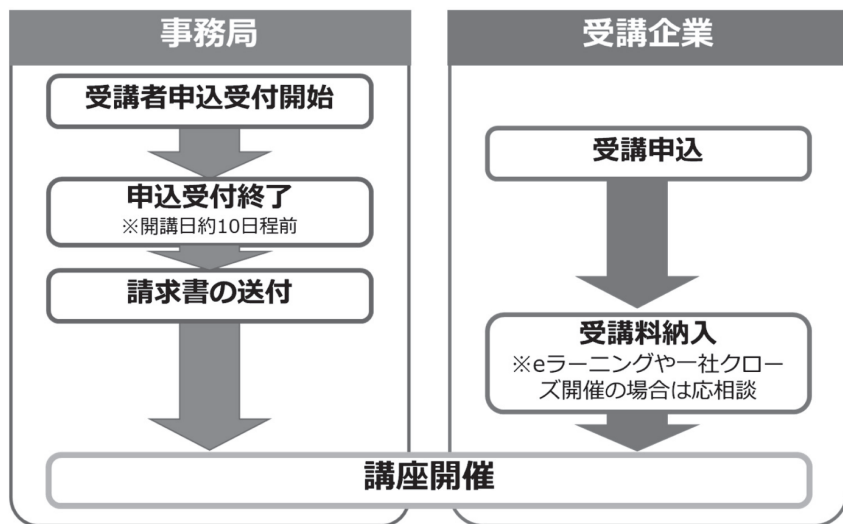 事務局
受講者申込受付開始
申込受付終了
※開講日約10日程前
請求書の送付
受講企業
受講申込
受講料納入
※eラーニングや一社クロー
ズ開催の場合は応相談
講座開催